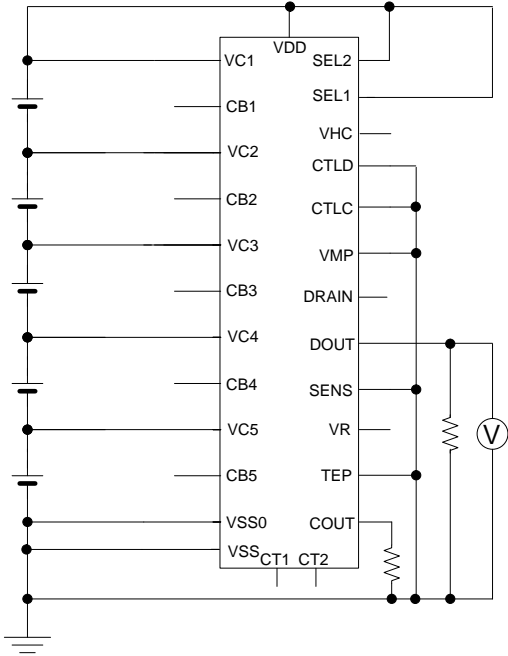 VDD
VC1
CB1
VC2
CB2
VC3
CB3
VC4
CB4
VC5
CB5
VSS0
VSS
CT1 CT2
SEL2
SEL1
VHC
CTLD
CTLC
VMP
DRAIN
DOUT
SENS
VR
TEP
COUT
V